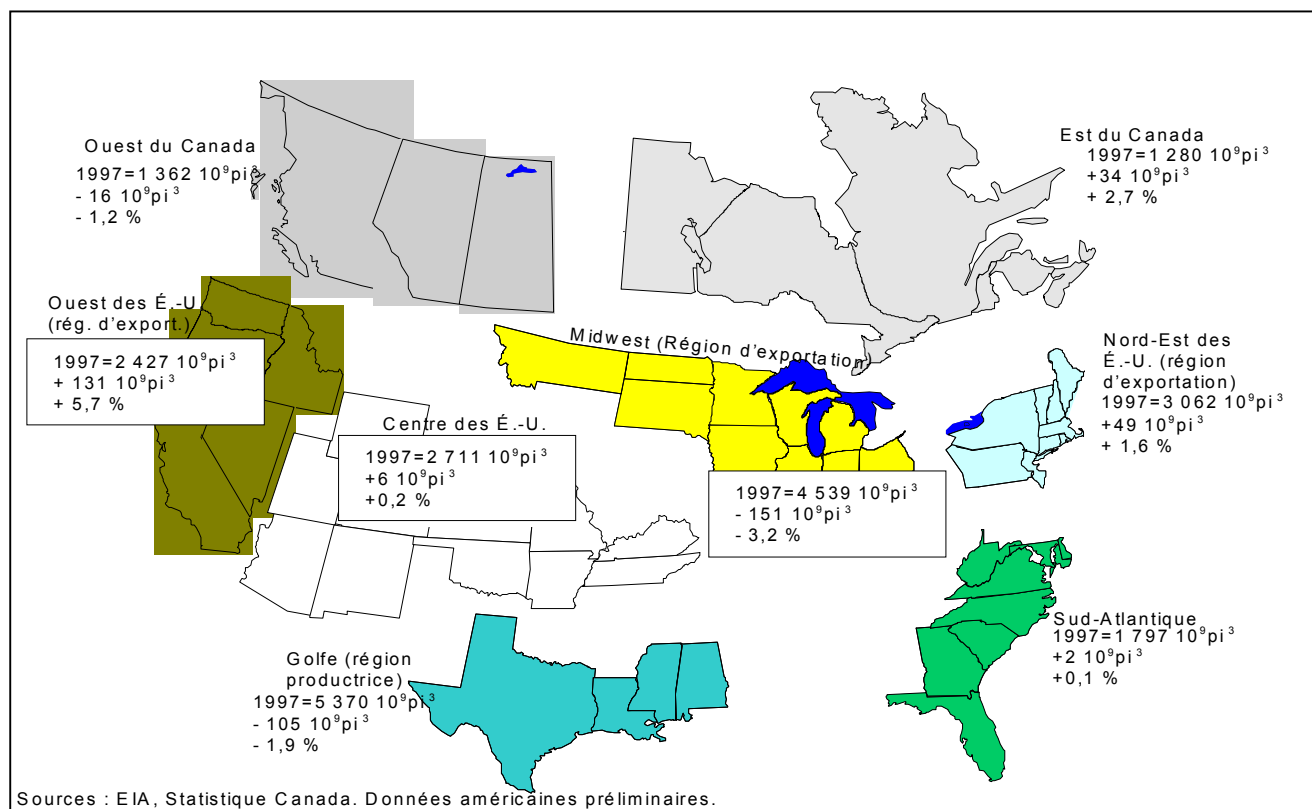 Ouest du Canada
1997=1 362 10⁹pi³
- 16 10⁹pi³
- 1,2 %
Est du Canada
1997=1 280 10⁹pi³
+34 10⁹pi³
+ 2,7 %
Ouest des É.-U.
(rég. d'export.)
1997=2 427 10⁹pi³
+ 131 10⁹pi³
+ 5,7 %
Midwest (Région d'exportation)
1997=4 539 10⁹pi³
- 151 10⁹pi³
- 3,2 %
Nord-Est des
É.-U. (région
d'exportation)
1997=3 062 10⁹pi³
+49 10⁹pi³
+ 1,6 %
Centre des É.-U.
1997=2 711 10⁹pi³
+6 10⁹pi³
+0,2 %
Sud-Atlantique
1997=1 797 10⁹pi³
+2 10⁹pi³
+0,1 %
Golfe (région
productrice)
1997=5 370 10⁹pi³
- 105 10⁹pi³
- 1,9 %
Sources : EIA, Statistique Canada. Données américaines préliminaires.